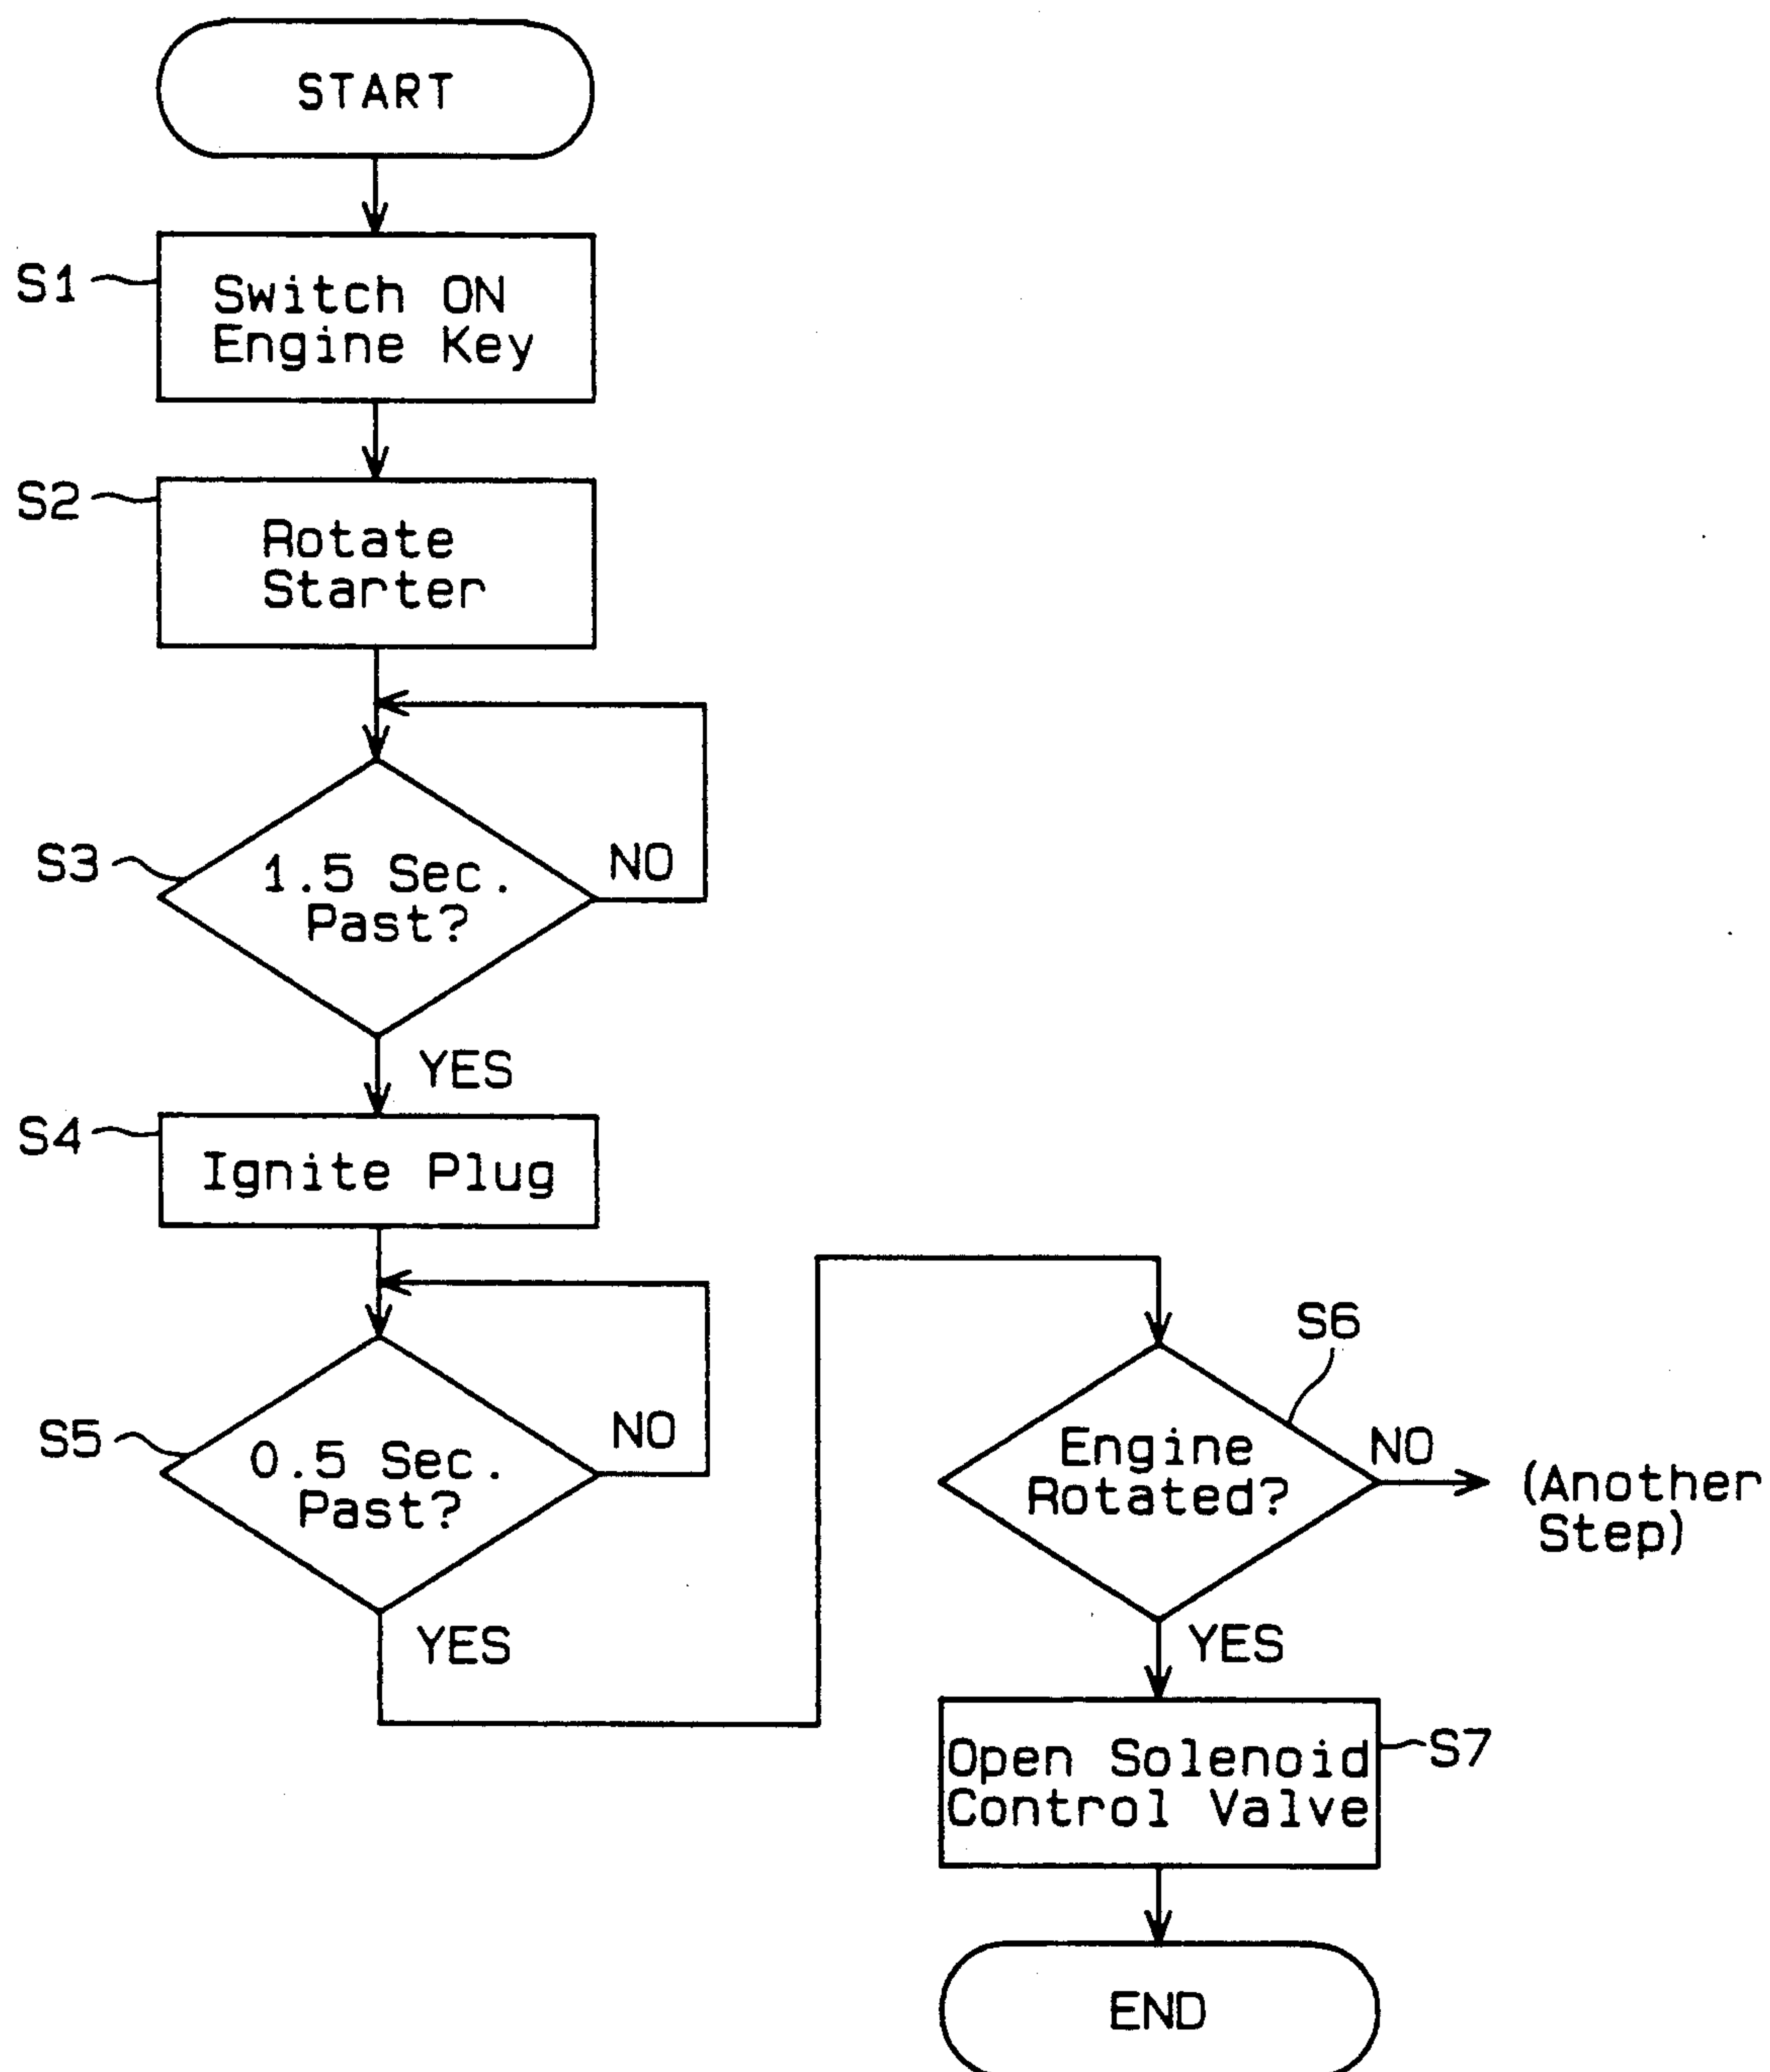 START
S1
Switch ON
Engine Key
S2
Rotate
Starter
S3
1.5 Sec.
Past?
NO
YES
S4
Ignite Plug
S5
0.5 Sec.
Past?
NO
YES
S6
Engine
Rotated?
NO
(Another
Step)
YES
Open Solenoid
Control Valve
S7
END